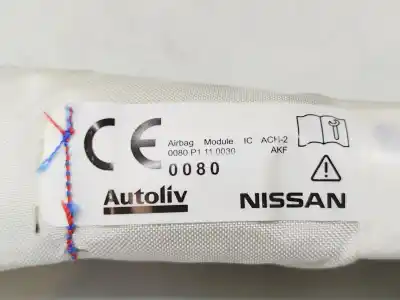 CE
Airbag Module IC ACH-2
0080-P1 11 0030 AKF
0080
Autoliv
NISSAN